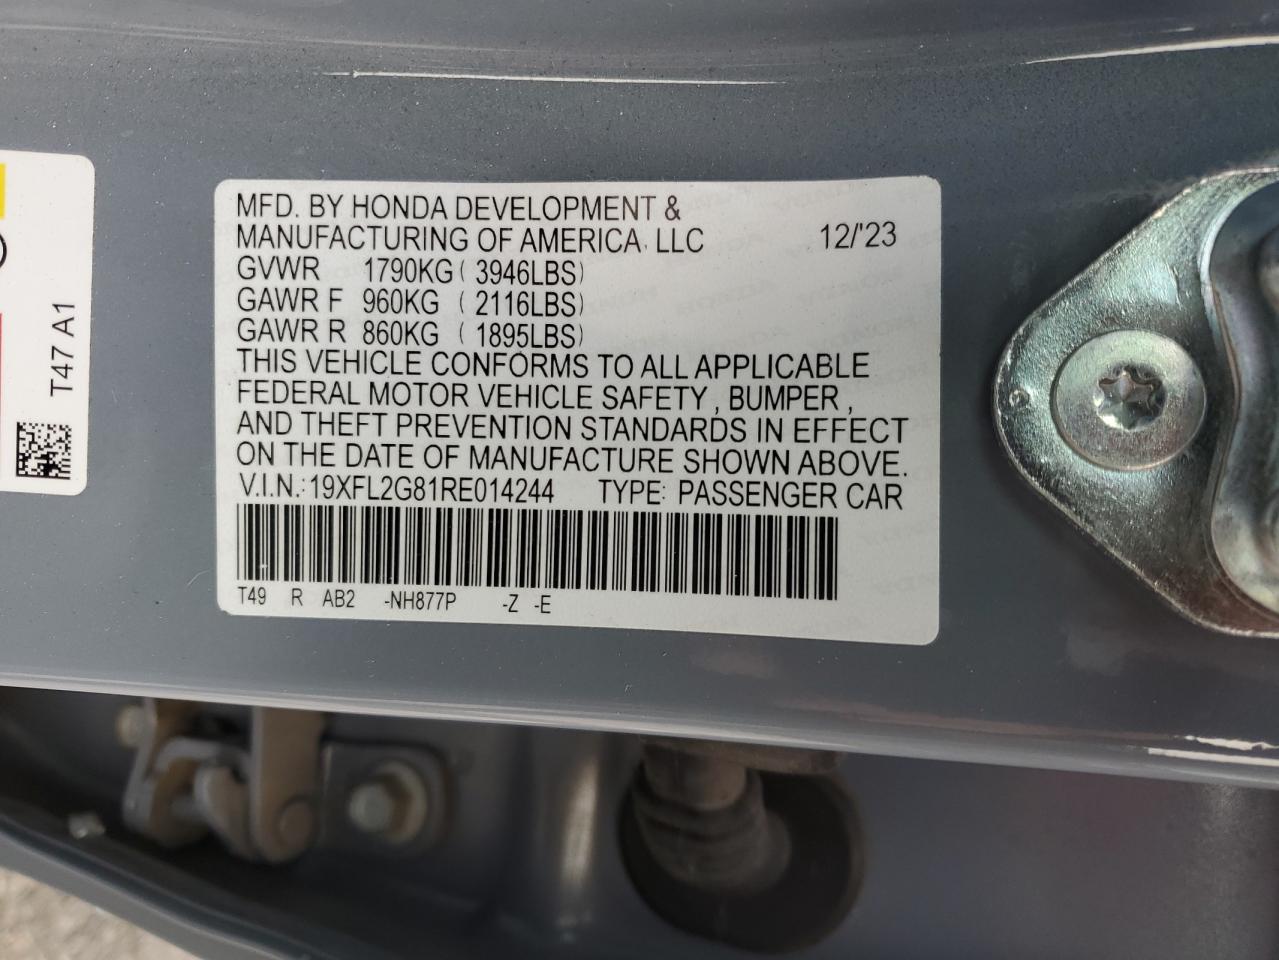 MFD. BY HONDA DEVELOPMENT &
MANUFACTURING OF AMERICA, LLC 12/'23
GVWR 1790KG ( 3946LBS)
GAWR F 960KG ( 2116LBS)
GAWR R 860KG ( 1895LBS)
THIS VEHICLE CONFORMS TO ALL APPLICABLE
FEDERAL MOTOR VEHICLE SAFETY, BUMPER,
AND THEFT PREVENTION STANDARDS IN EFFECT
ON THE DATE OF MANUFACTURE SHOWN ABOVE.
V.I.N.:19XFL2G81RE014244 TYPE: PASSENGER CAR
T49 R AB2 -NH877P -Z -E
T47 A1